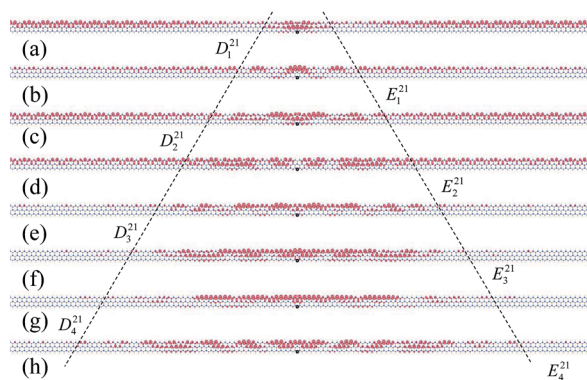 (a)
D_1^{21}
(b)
E_1^{21}
(c)
D_2^{21}
(d)
E_2^{21}
D_3^{21}
(e)
(f)
E_3^{21}
(g)
D_4^{21}
(h)
E_4^{21}